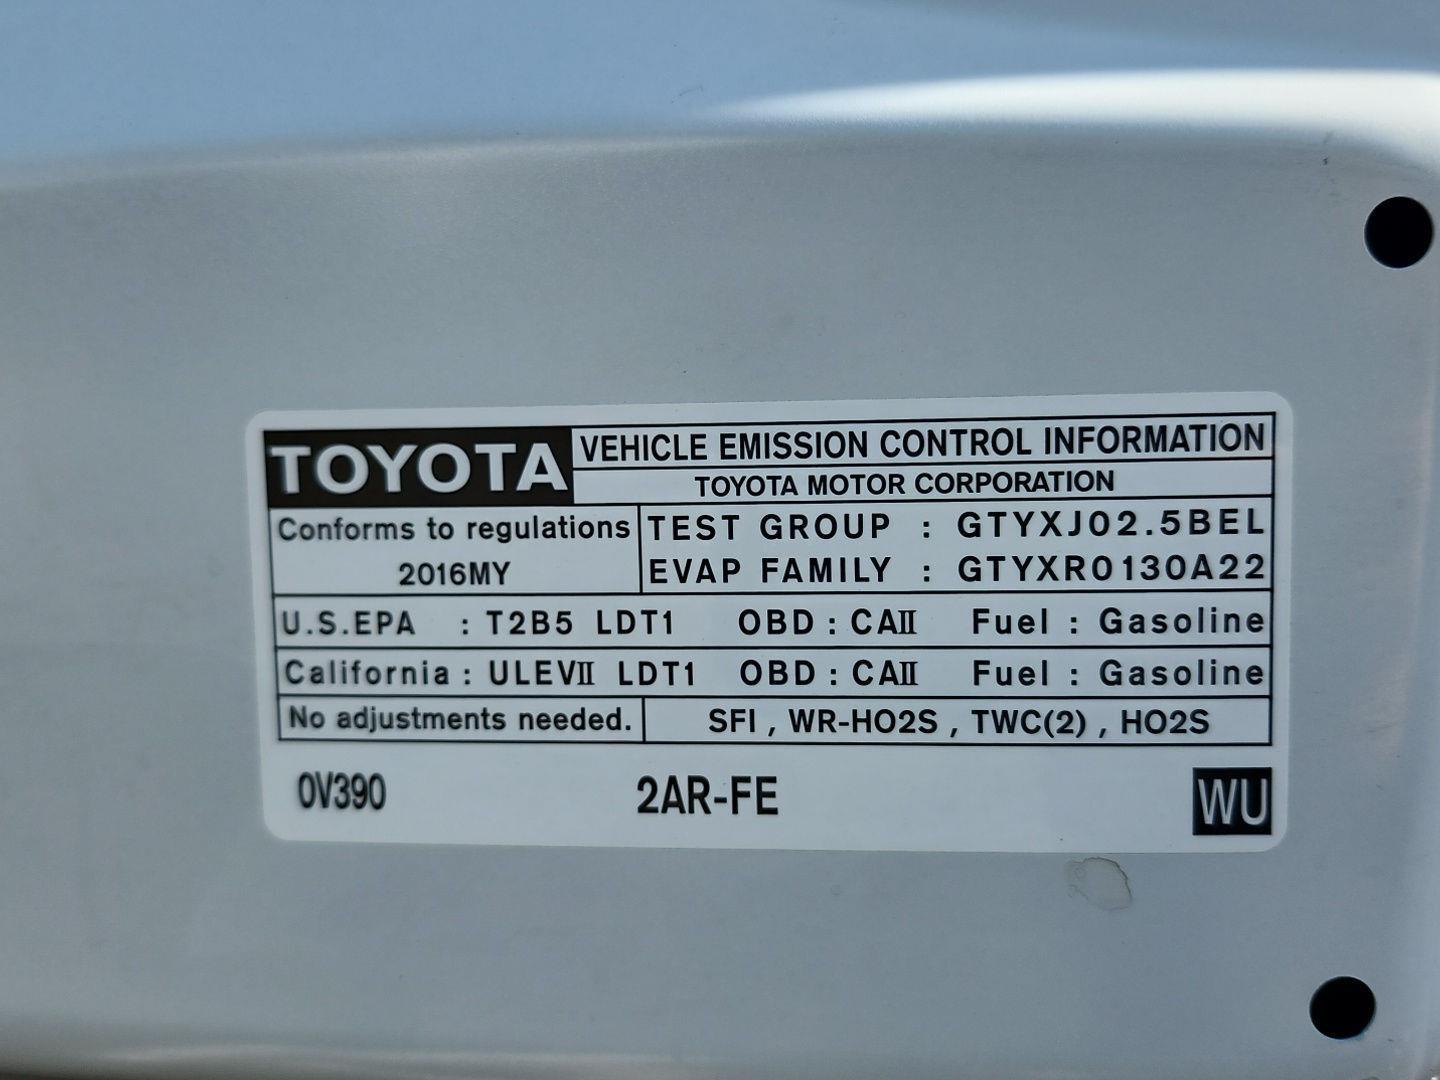 TOYOTA VEHICLE EMISSION CONTROL INFORMATION
TOYOTA MOTOR CORPORATION
Conforms to regulations
2016MY
TEST GROUP : GTYXJ02.5BEL
EVAP FAMILY : GTYXR0130A22
U.S.EPA : T2B5 LDT1 OBD : CAⅡ Fuel : Gasoline
California : ULEVⅡ LDT1 OBD : CAⅡ Fuel : Gasoline
No adjustments needed. SFI , WR-HO2S , TWC(2) , HO2S
0V390 2AR-FE WU